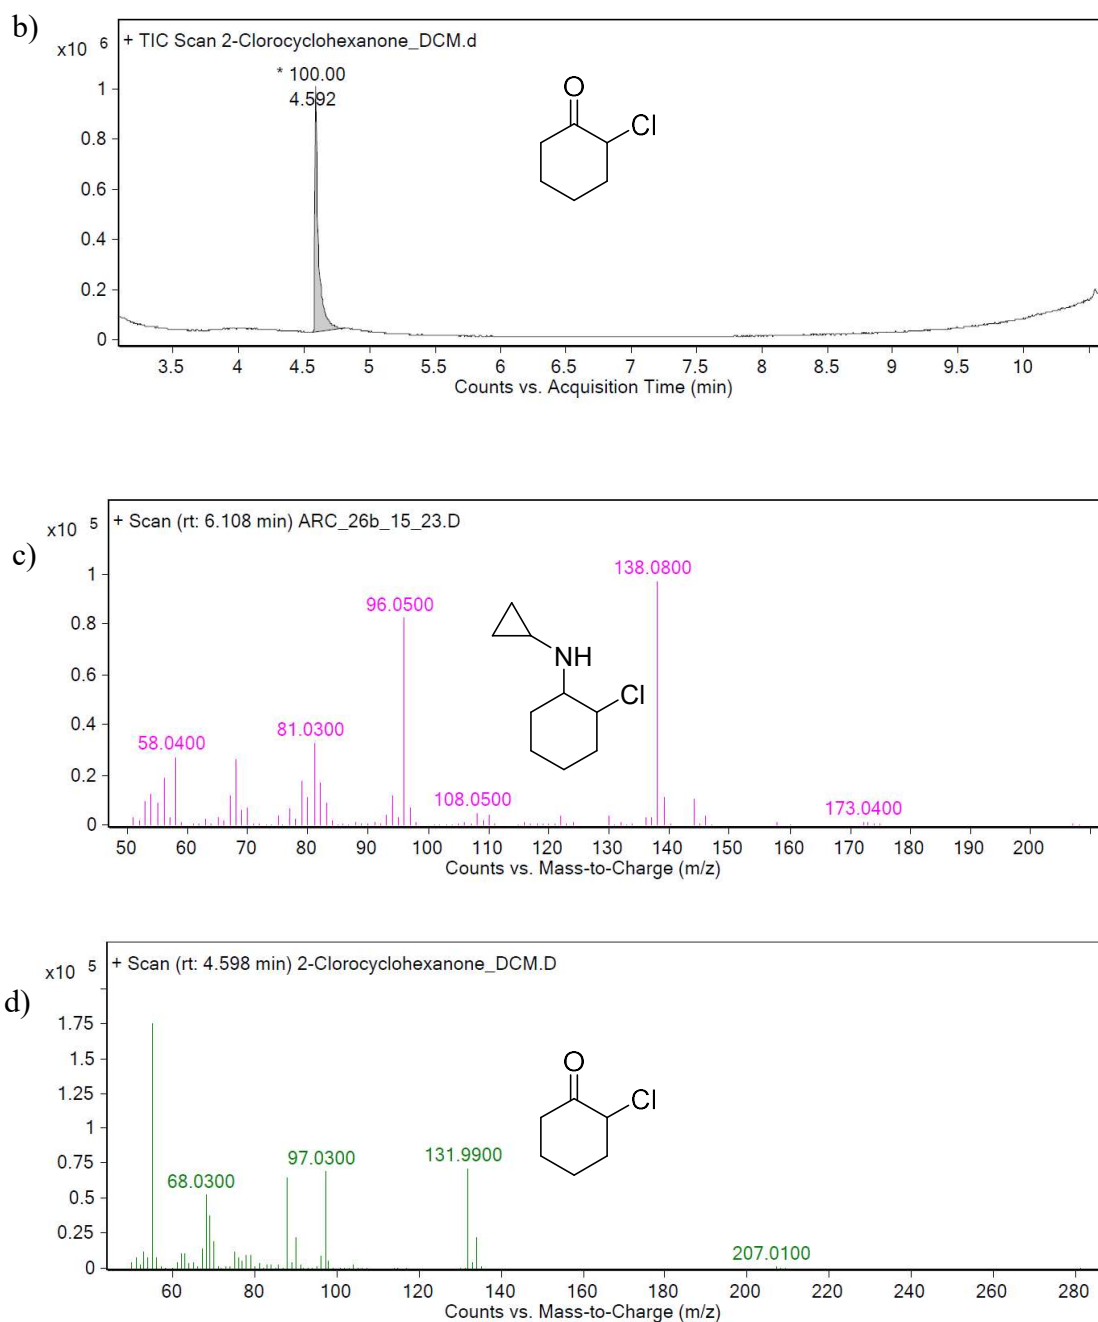 b)
x10 6
+ TIC Scan 2-Clorocyclohexanone_DCM.d
* 100.00
4.592
1
0.8
0.6
0.4
0.2
0
O
Cl
3.5 4 4.5 5 5.5 6 6.5 7 7.5 8 8.5 9 9.5 10
Counts vs. Acquisition Time (min)
c)
x10 5
+ Scan (rt: 6.108 min) ARC_26b_15_23.D
1
0.8
0.6
0.4
0.2
0
138.0800
96.0500
81.0300
58.0400
108.0500
173.0400
NH
Cl
50 60 70 80 90 100 110 120 130 140 150 160 170 180 190 200
Counts vs. Mass-to-Charge (m/z)
d)
x10 5
+ Scan (rt: 4.598 min) 2-Clorocyclohexanone_DCM.D
1.75
1.5
1.25
1
0.75
0.5
0.25
0
O
Cl
68.0300
97.0300
131.9900
207.0100
60 80 100 120 140 160 180 200 220 240 260 280
Counts vs. Mass-to-Charge (m/z)